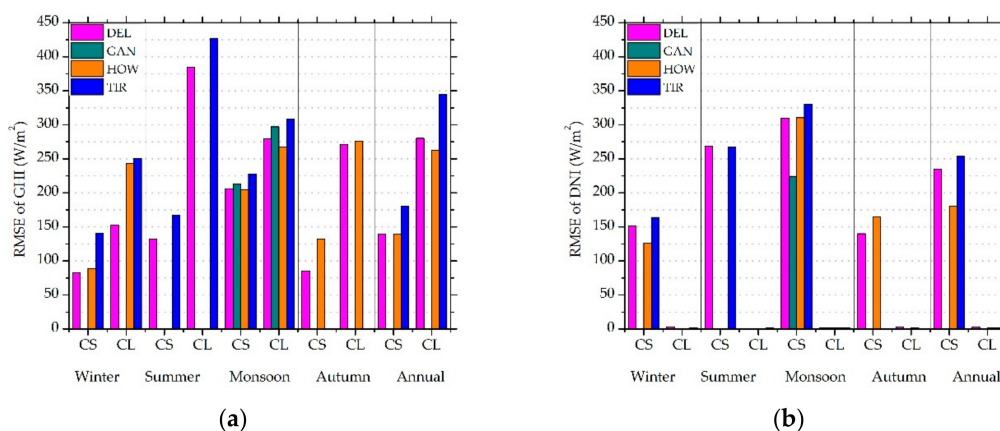 450
400
350
300
250
200
150
100
50
0
RMSE of GHI (W/m²)
DEL
GAN
HOW
TIR
CS CL CS CL CS CL CS CL CS CL
Winter Summer Monsoon Autumn Annual
(a)
450
400
350
300
250
200
150
100
50
0
RMSE of DNI (W/m²)
DEL
GAN
HOW
TIR
CS CL CS CL CS CL CS CL CS CL
Winter Summer Monsoon Autumn Annual
(b)